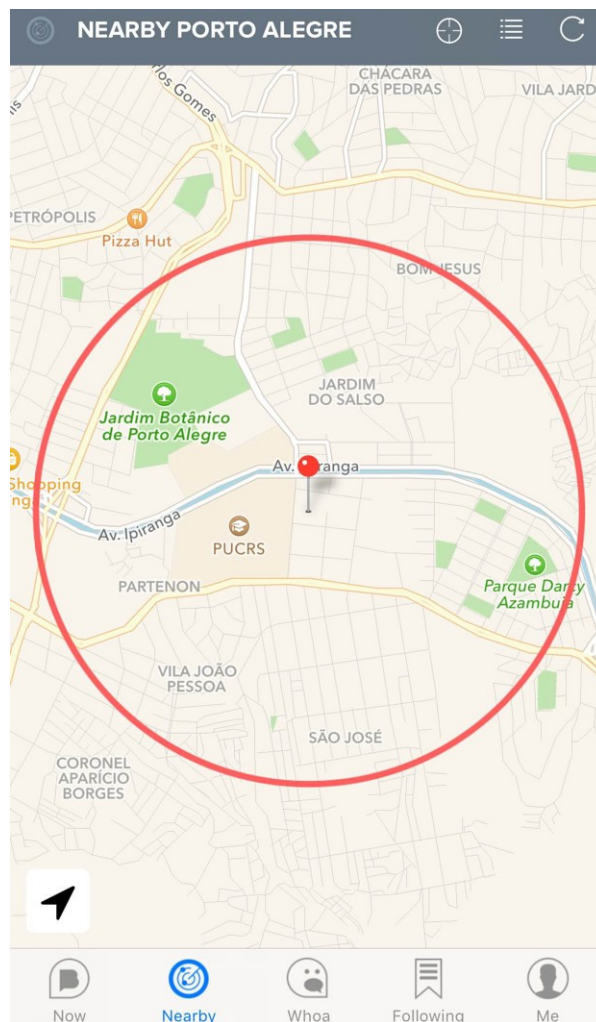 NEARBY PORTO ALEGRE
CHÁCARA
DAS PEDRAS
VILA JARD
los Gomes
PETRÓPOLIS
Pizza Hut
BOM JESUS
JARDIM
DO SALSO
Jardim Botânico
de Porto Alegre
Av. Ipiranga
Shopping
Av. Ipiranga
PUCRS
PARTENON
Parque Darcy
Azambuja
VILA JOÃO
PESSOA
SÃO JOSÉ
CORONEL
APARÍCIO
BORGES
Now
Nearby
Whoa
Following
Me